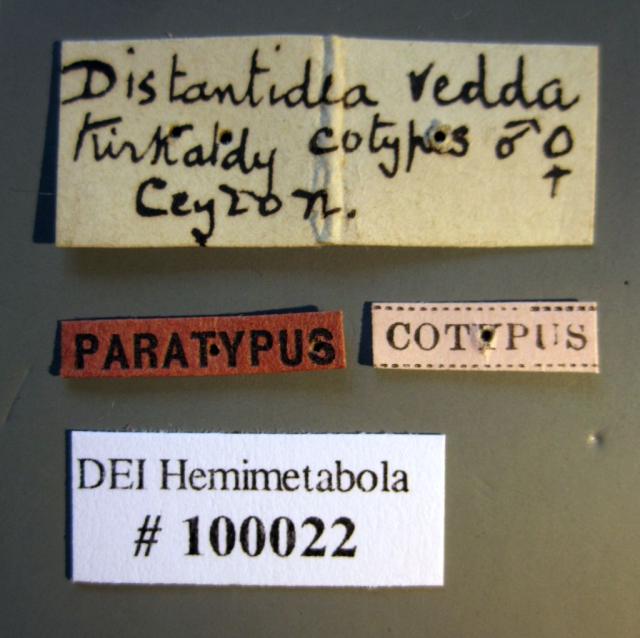 Distantidea vedda
Kirkaldy cotypes ♂♀
Ceylon.
PARATYPUS
COTYPUS
DEI Hemimetabola
# 100022